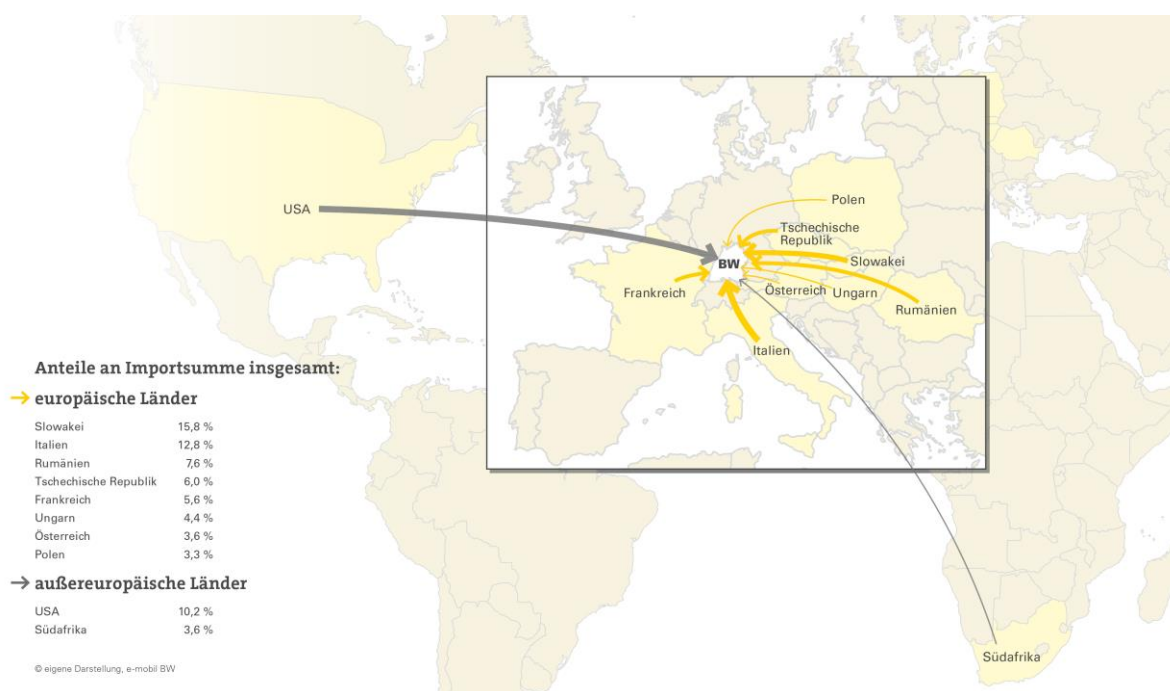 Polen
USA
Tschechische
Republik
BW
Slowakei
Frankreich
Österreich
Ungarn
Rumänien
Italien
Anteile an Importsumme insgesamt:
→ europäische Länder
Slowakei 15,8 %
Italien 12,8 %
Rumänien 7,6 %
Tschechische Republik 6,0 %
Frankreich 5,6 %
Ungarn 4,4 %
Österreich 3,6 %
Polen 3,3 %
→ außereuropäische Länder
USA 10,2 %
Südafrika 3,6 %
Südafrika
© eigene Darstellung, e-mobil BW